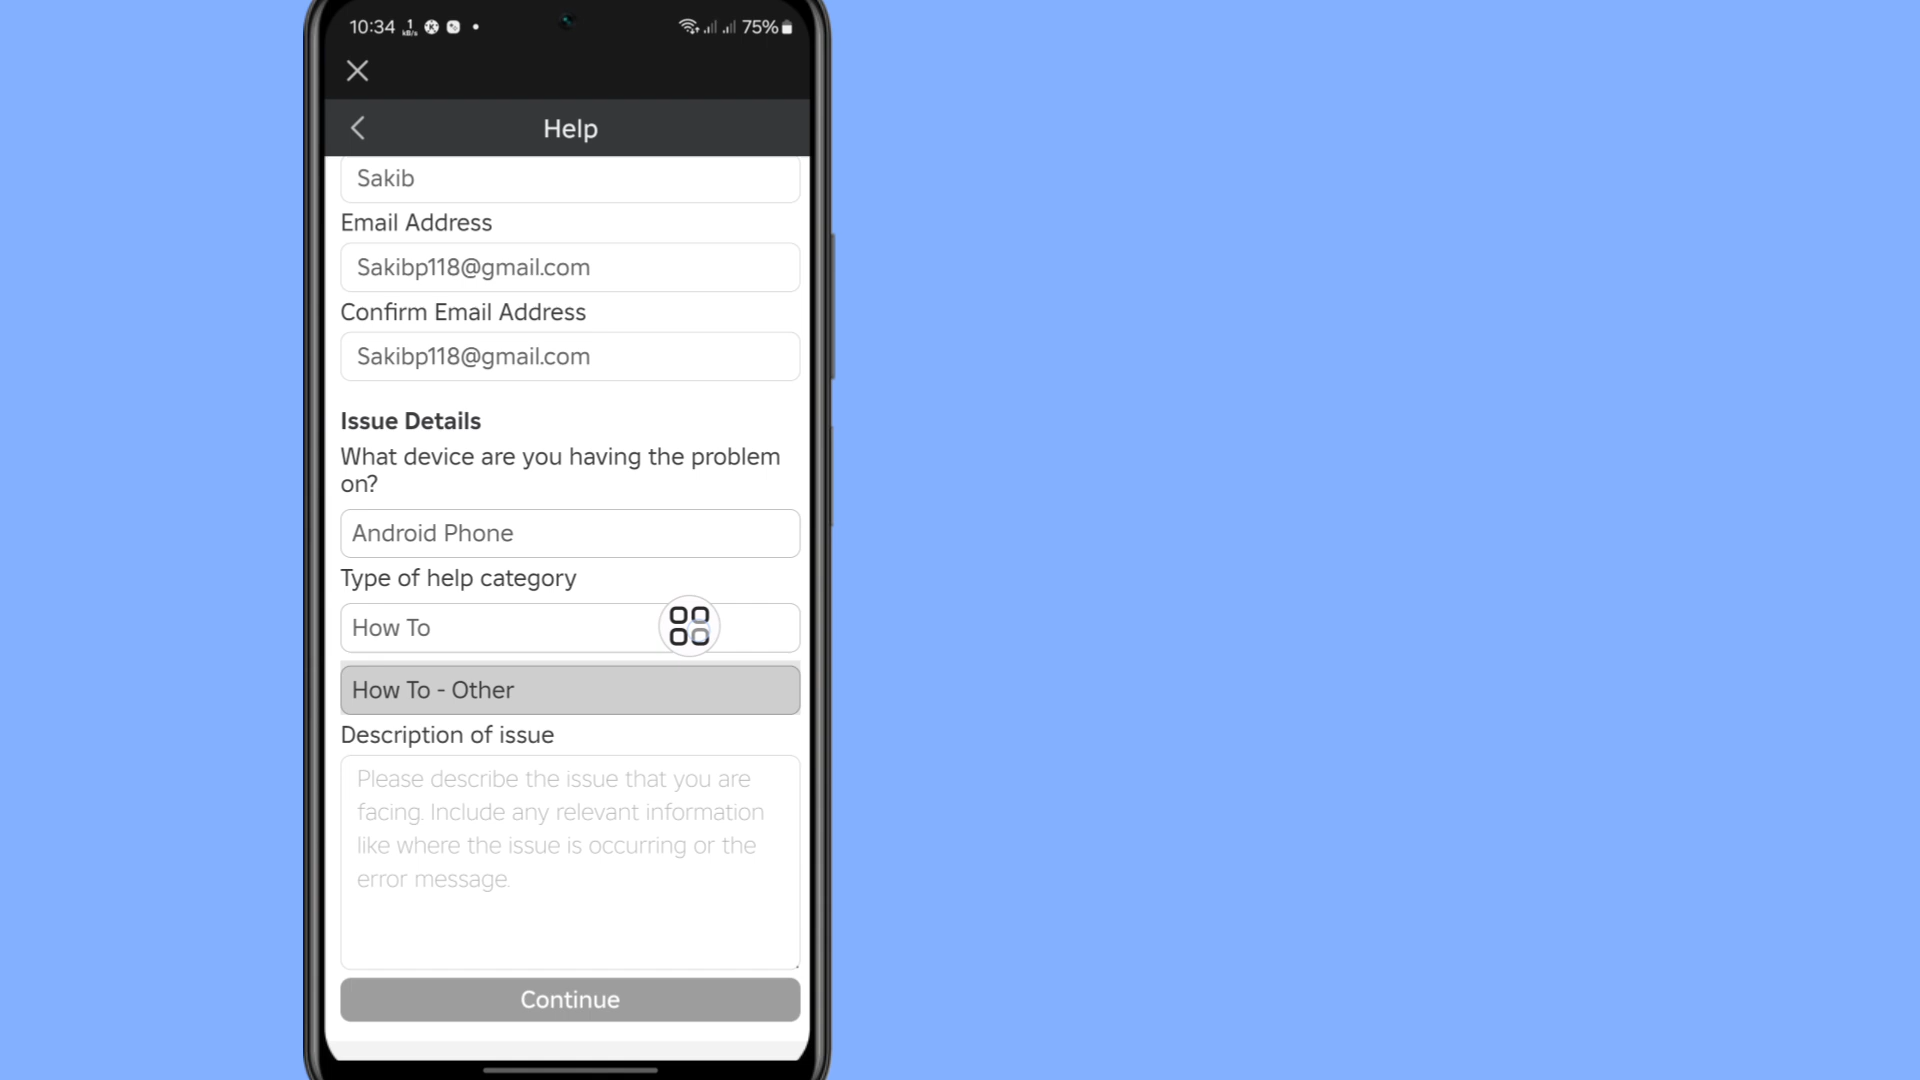 10:34 1 kB/s 75%
Help
Sakib
Email Address
Sakibp118@gmail.com
Confirm Email Address
Sakibp118@gmail.com
Issue Details
What device are you having the problem
on?
Android Phone
Type of help category
How To
How To - Other
Description of issue
Please describe the issue that you are
facing. Include any relevant information
like where the issue is occurring or the
error message.
Continue